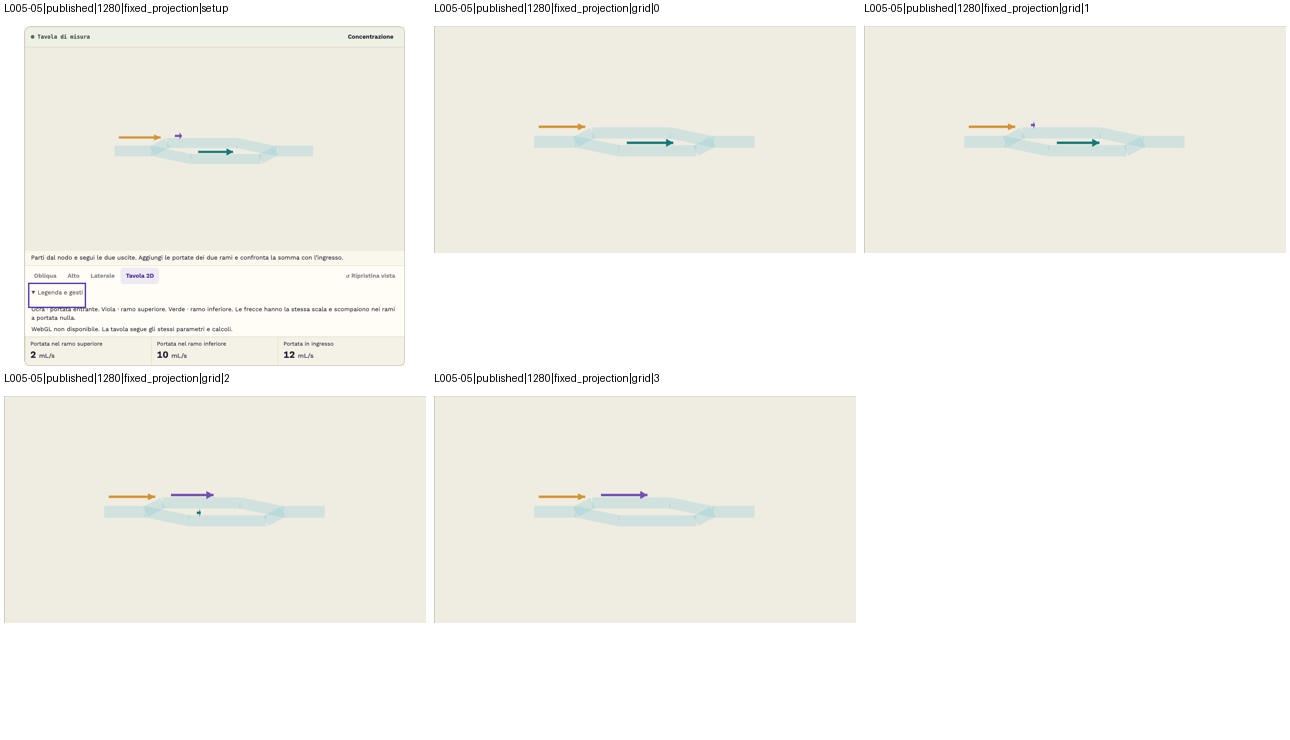 L005-05|published|1280|fixed_projection|setup
L005-05|published|1280|fixed_projection|grid|0
L005-05|published|1280|fixed_projection|grid|1
Tavola di misura
Concentrazione
Parti dal nodo e segui le due uscite. Aggiungi le portate dei due rami e confronta la somma con l'ingresso.
Obliqua Alto Laterale Tavola 2D ↺ Ripristina vista
▾ Legenda e gesti
Ocra · portata entrante. Viola · ramo superiore. Verde · ramo inferiore. Le frecce hanno la stessa scala e scompaiono nei rami
a portata nulla.
WebGL non disponibile. La tavola segue gli stessi parametri e calcoli.
Portata nel ramo superiore
2 mL/s
Portata nel ramo inferiore
10 mL/s
Portata in ingresso
12 mL/s
L005-05|published|1280|fixed_projection|grid|2
L005-05|published|1280|fixed_projection|grid|3